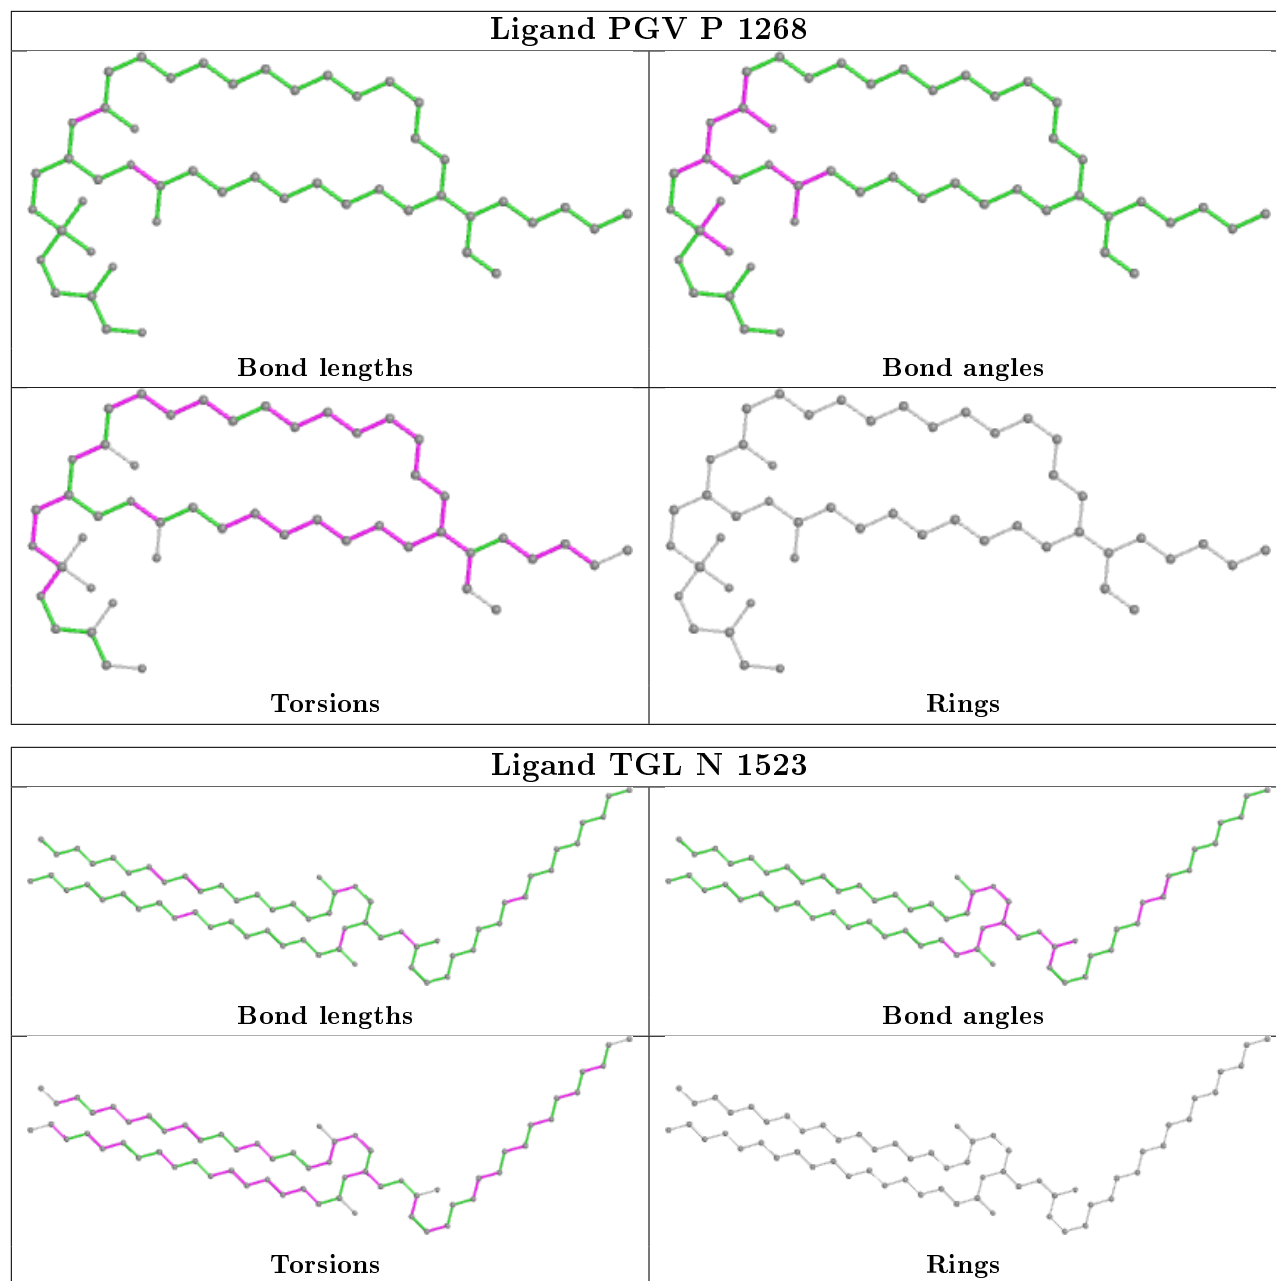 Ligand PGV P 1268
Bond lengths
Bond angles
Torsions
Rings
Ligand TGL N 1523
Bond lengths
Bond angles
Torsions
Rings